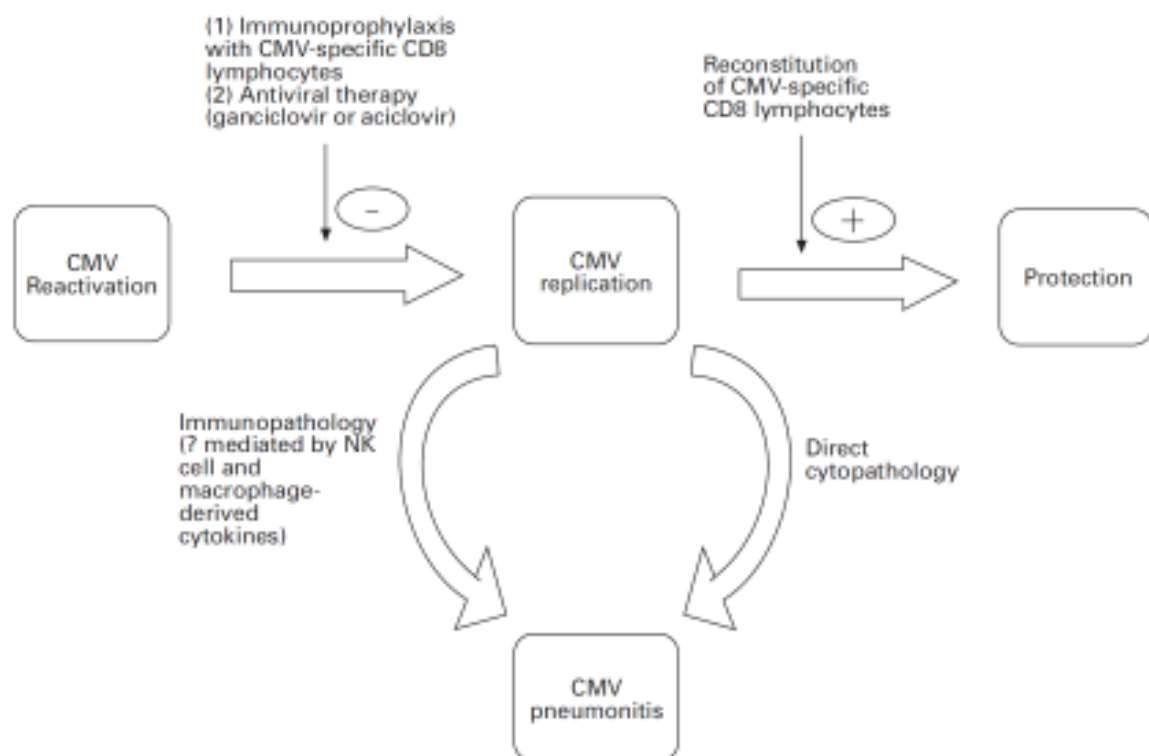 (1) Immunoprophylaxis
with CMV-specific CD8
lymphocytes
(2) Antiviral therapy
(ganciclovir or aciclovir)
Reconstitution
of CMV-specific
CD8 lymphocytes
–
+
CMV
Reactivation
CMV
replication
Protection
Immunopathology
(? mediated by NK
cell and
macrophage-
derived
cytokines)
Direct
cytopathology
CMV
pneumonitis